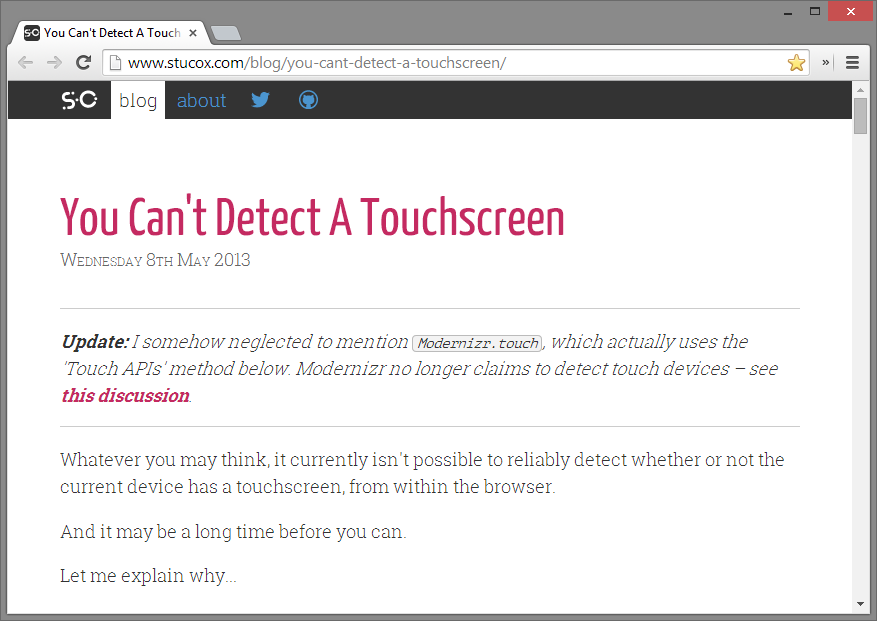 S·C You Can't Detect A Touch
www.stucox.com/blog/you-cant-detect-a-touchscreen/
S·C blog about
You Can't Detect A Touchscreen
Wednesday 8th May 2013
Update: I somehow neglected to mention Modernizr.touch, which actually uses the
'Touch APIs' method below. Modernizr no longer claims to detect touch devices – see
this discussion.
Whatever you may think, it currently isn't possible to reliably detect whether or not the
current device has a touchscreen, from within the browser.
And it may be a long time before you can.
Let me explain why...